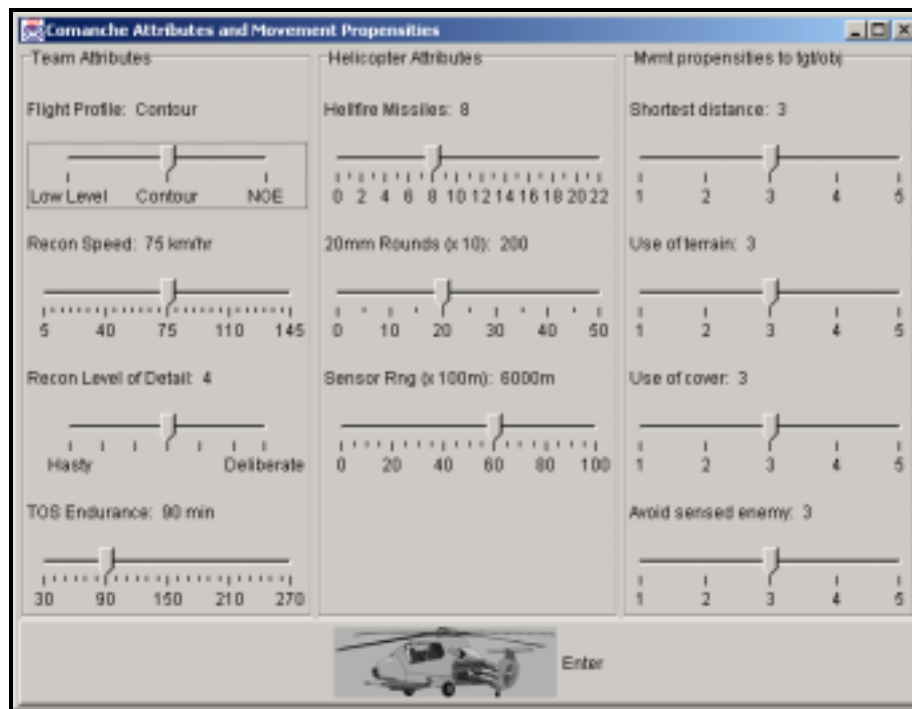 Comanche Attributes and Movement Propensities
Team Attributes
Flight Profile: Contour
Low Level Contour NOE
Recon Speed: 75 km/hr
5 40 75 110 145
Recon Level of Detail: 4
Hasty Deliberate
TOS Endurance: 90 min
30 90 150 210 270
Helicopter Attributes
Hellfire Missiles: 8
0 2 4 6 8 10 12 14 16 18 20 22
20mm Rounds (x 10): 200
0 10 20 30 40 50
Sensor Rng (x 100m): 6000m
0 20 40 60 80 100
Mvmt propensities to tgt/obj
Shortest distance: 3
1 2 3 4 5
Use of terrain: 3
1 2 3 4 5
Use of cover: 3
1 2 3 4 5
Avoid sensed enemy: 3
1 2 3 4 5
Enter